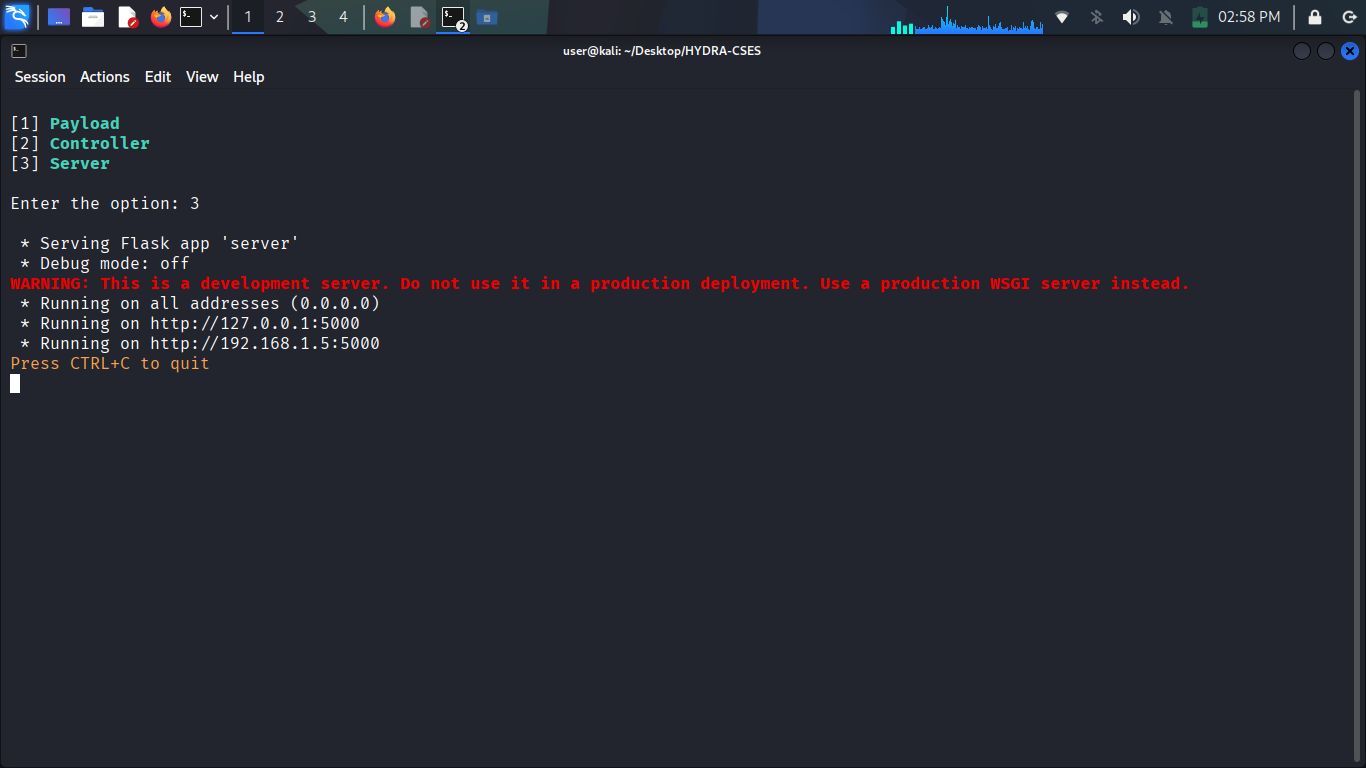 1 2 3 4 2 02:58 PM
user@kali: ~/Desktop/HYDRA-CSES
Session Actions Edit View Help
[1] Payload
[2] Controller
[3] Server
Enter the option: 3
* Serving Flask app 'server'
* Debug mode: off
WARNING: This is a development server. Do not use it in a production deployment. Use a production WSGI server instead.
* Running on all addresses (0.0.0.0)
* Running on http://127.0.0.1:5000
* Running on http://192.168.1.5:5000
Press CTRL+C to quit